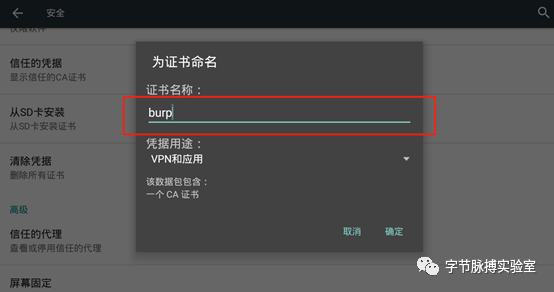 安全
权限软件
信任的凭据
显示信任的CA证书
从SD卡安装
从SD卡安装证书
清除凭据
删除所有证书
高级
信任的代理
查看或停用信任的代理
屏幕固定
为证书命名
证书名称：
burp
凭据用途：
VPN和应用
该数据包包含：
一个 CA 证书
取消
确定
字节脉搏实验室